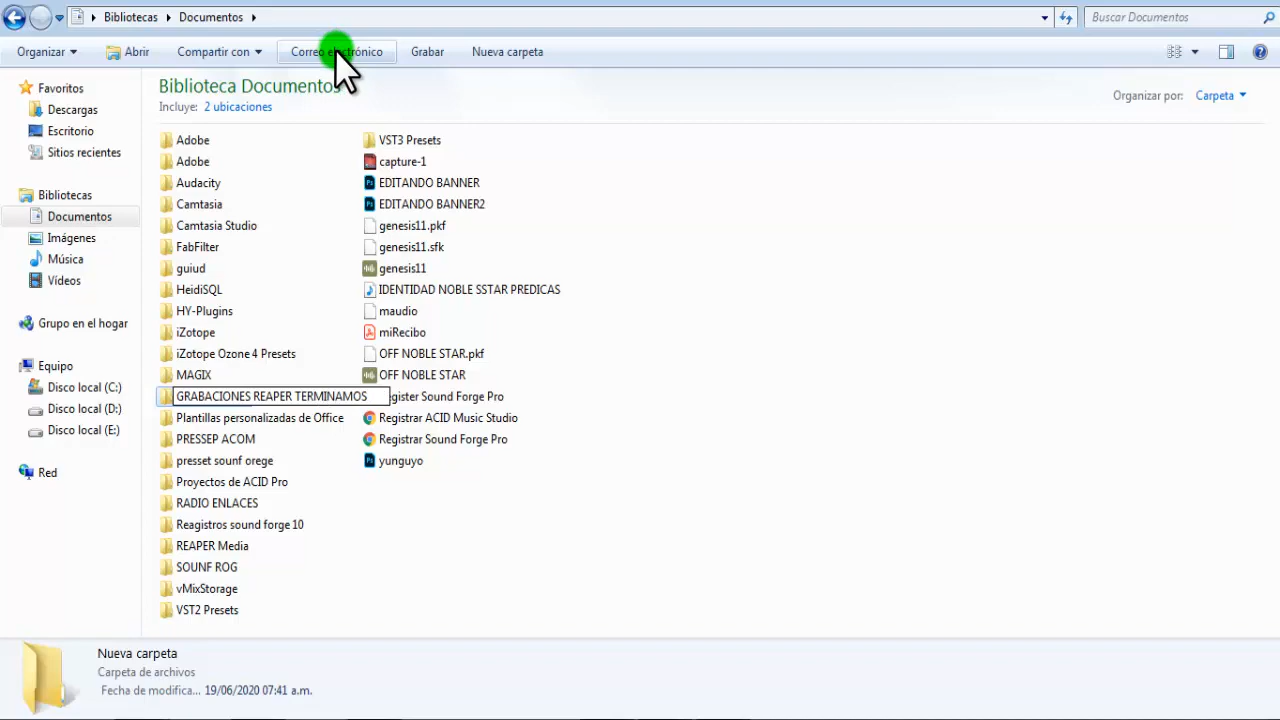 Bibliotecas Documentos
Buscar Documentos
Organizar Abrir Compartir con Correo electrónico Grabar Nueva carpeta
Biblioteca Documentos
Incluye: 2 ubicaciones
Organizar por: Carpeta
Favoritos
Descargas
Escritorio
Sitios recientes
Bibliotecas
Documentos
Imágenes
Música
Vídeos
Grupo en el hogar
Equipo
Disco local (C:)
Disco local (D:)
Disco local (E:)
Red
Adobe
Adobe
Audacity
Camtasia
Camtasia Studio
FabFilter
guiud
HeidiSQL
HY-Plugins
iZotope
iZotope Ozone 4 Presets
MAGIX
GRABACIONES REAPER TERMINAMOS
Plantillas personalizadas de Office
PRESSEP ACOM
presset sounf orege
Proyectos de ACID Pro
RADIO ENLACES
Reagistros sound forge 10
REAPER Media
SOUNF ROG
vMixStorage
VST2 Presets
VST3 Presets
capture-1
EDITANDO BANNER
EDITANDO BANNER2
genesis11.pkf
genesis11.sfk
genesis11
IDENTIDAD NOBLE SSTAR PREDICAS
maudio
miRecibo
OFF NOBLE STAR.pkf
OFF NOBLE STAR
egister Sound Forge Pro
Registrar ACID Music Studio
Registrar Sound Forge Pro
yunguyo
Nueva carpeta
Carpeta de archivos
Fecha de modifica... 19/06/2020 07:41 a.m.